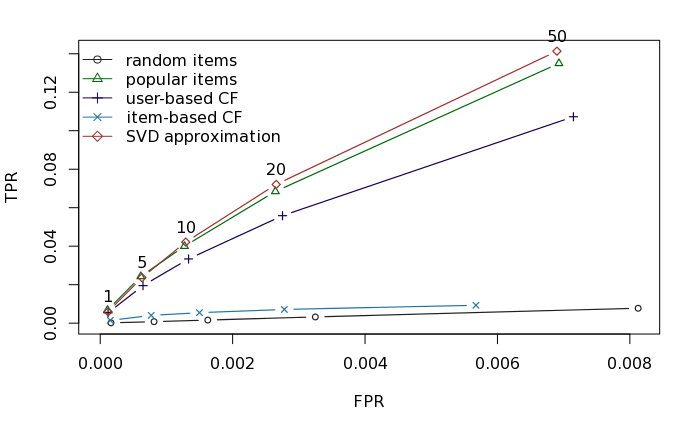 50
random items
popular items
user-based CF
item-based CF
SVD approximation
20
10
5
1
TPR
0.12
0.08
0.04
0.00
0.000 0.002 0.004 0.006 0.008
FPR